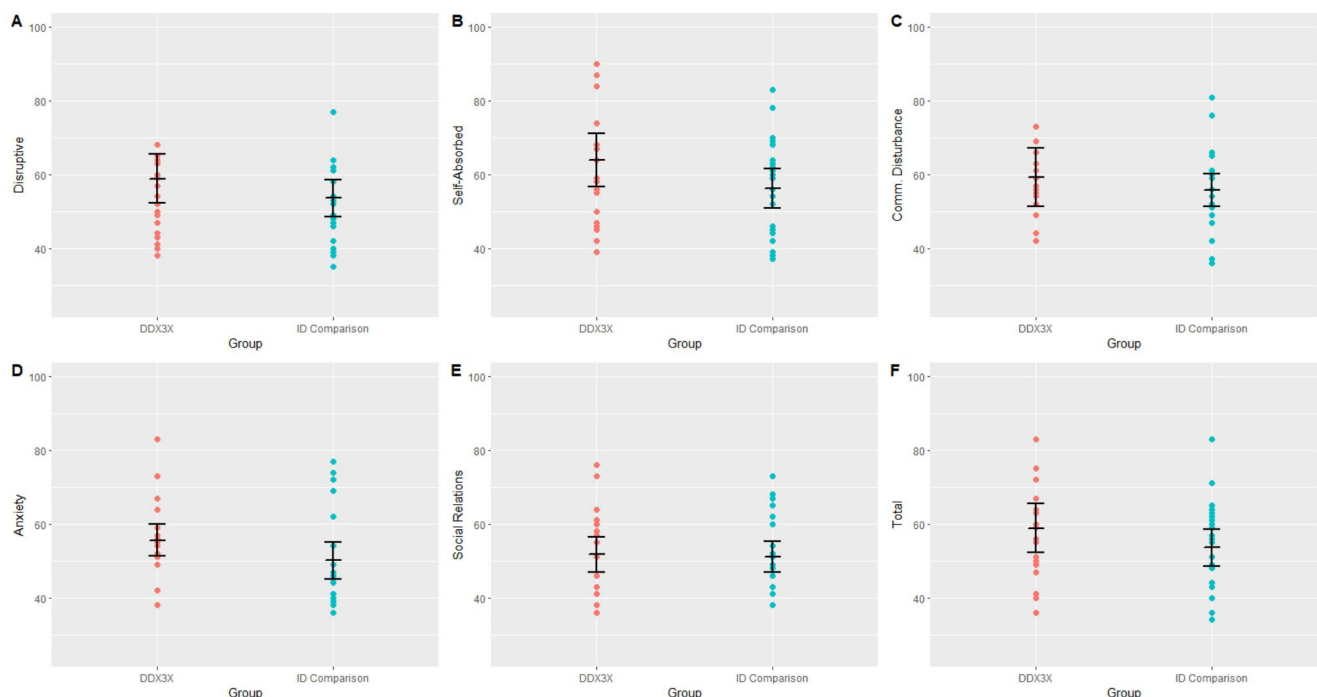 A
100
80
60
40
Disruptive
DDX3X
ID Comparison
Group
B
100
80
60
40
Self-Absorbed
DDX3X
ID Comparison
Group
C
100
80
60
40
Comm. Disturbance
DDX3X
ID Comparison
Group
D
100
80
60
40
Anxiety
DDX3X
ID Comparison
Group
E
100
80
60
40
Social Relations
DDX3X
ID Comparison
Group
F
100
80
60
40
Total
DDX3X
ID Comparison
Group